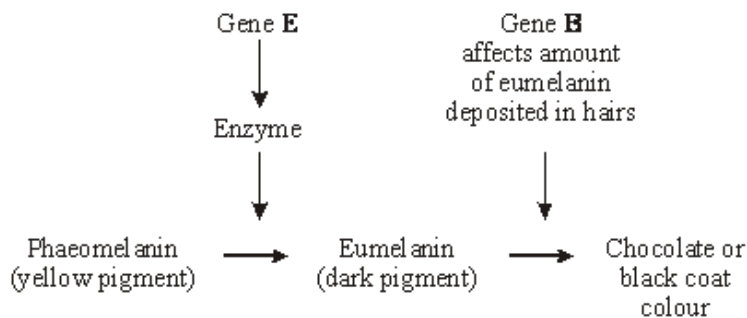 Gene E
Enzyme
Gene B
affects amount
of eumelanin
deposited in hairs
Phaeomelanin
(yellow pigment)
Eumelanin
(dark pigment)
Chocolate or
black coat
colour